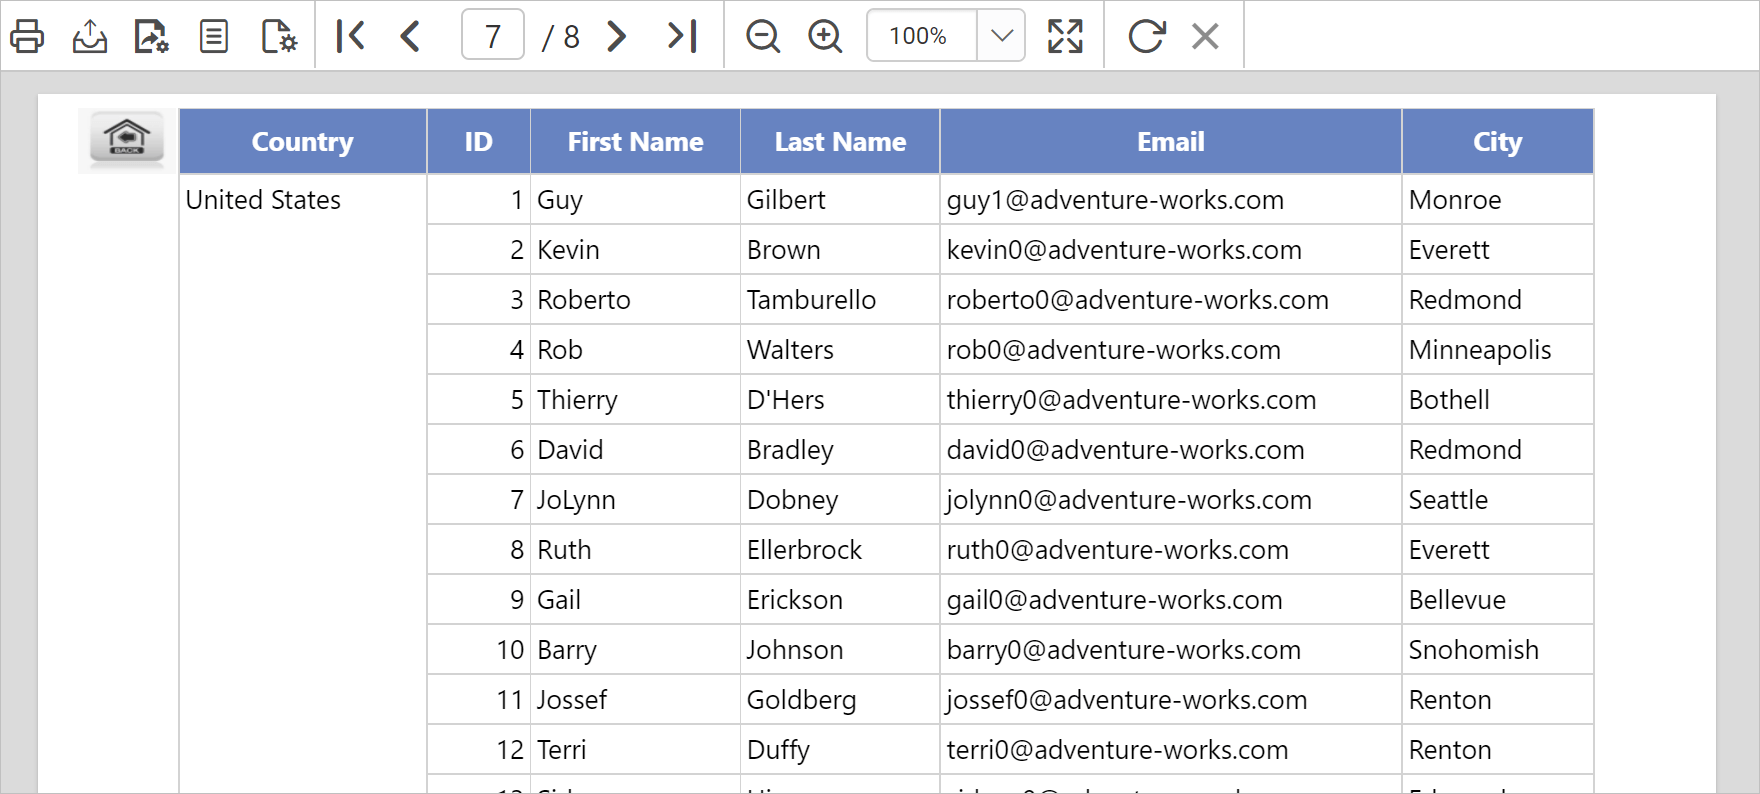 7 / 8 100%
BACK Country ID First Name Last Name Email City
United States 1 Guy Gilbert guy1@adventure-works.com Monroe
2 Kevin Brown kevin0@adventure-works.com Everett
3 Roberto Tamburello roberto0@adventure-works.com Redmond
4 Rob Walters rob0@adventure-works.com Minneapolis
5 Thierry D'Hers thierry0@adventure-works.com Bothell
6 David Bradley david0@adventure-works.com Redmond
7 JoLynn Dobney jolynn0@adventure-works.com Seattle
8 Ruth Ellerbrock ruth0@adventure-works.com Everett
9 Gail Erickson gail0@adventure-works.com Bellevue
10 Barry Johnson barry0@adventure-works.com Snohomish
11 Jossef Goldberg jossef0@adventure-works.com Renton
12 Terri Duffy terri0@adventure-works.com Renton